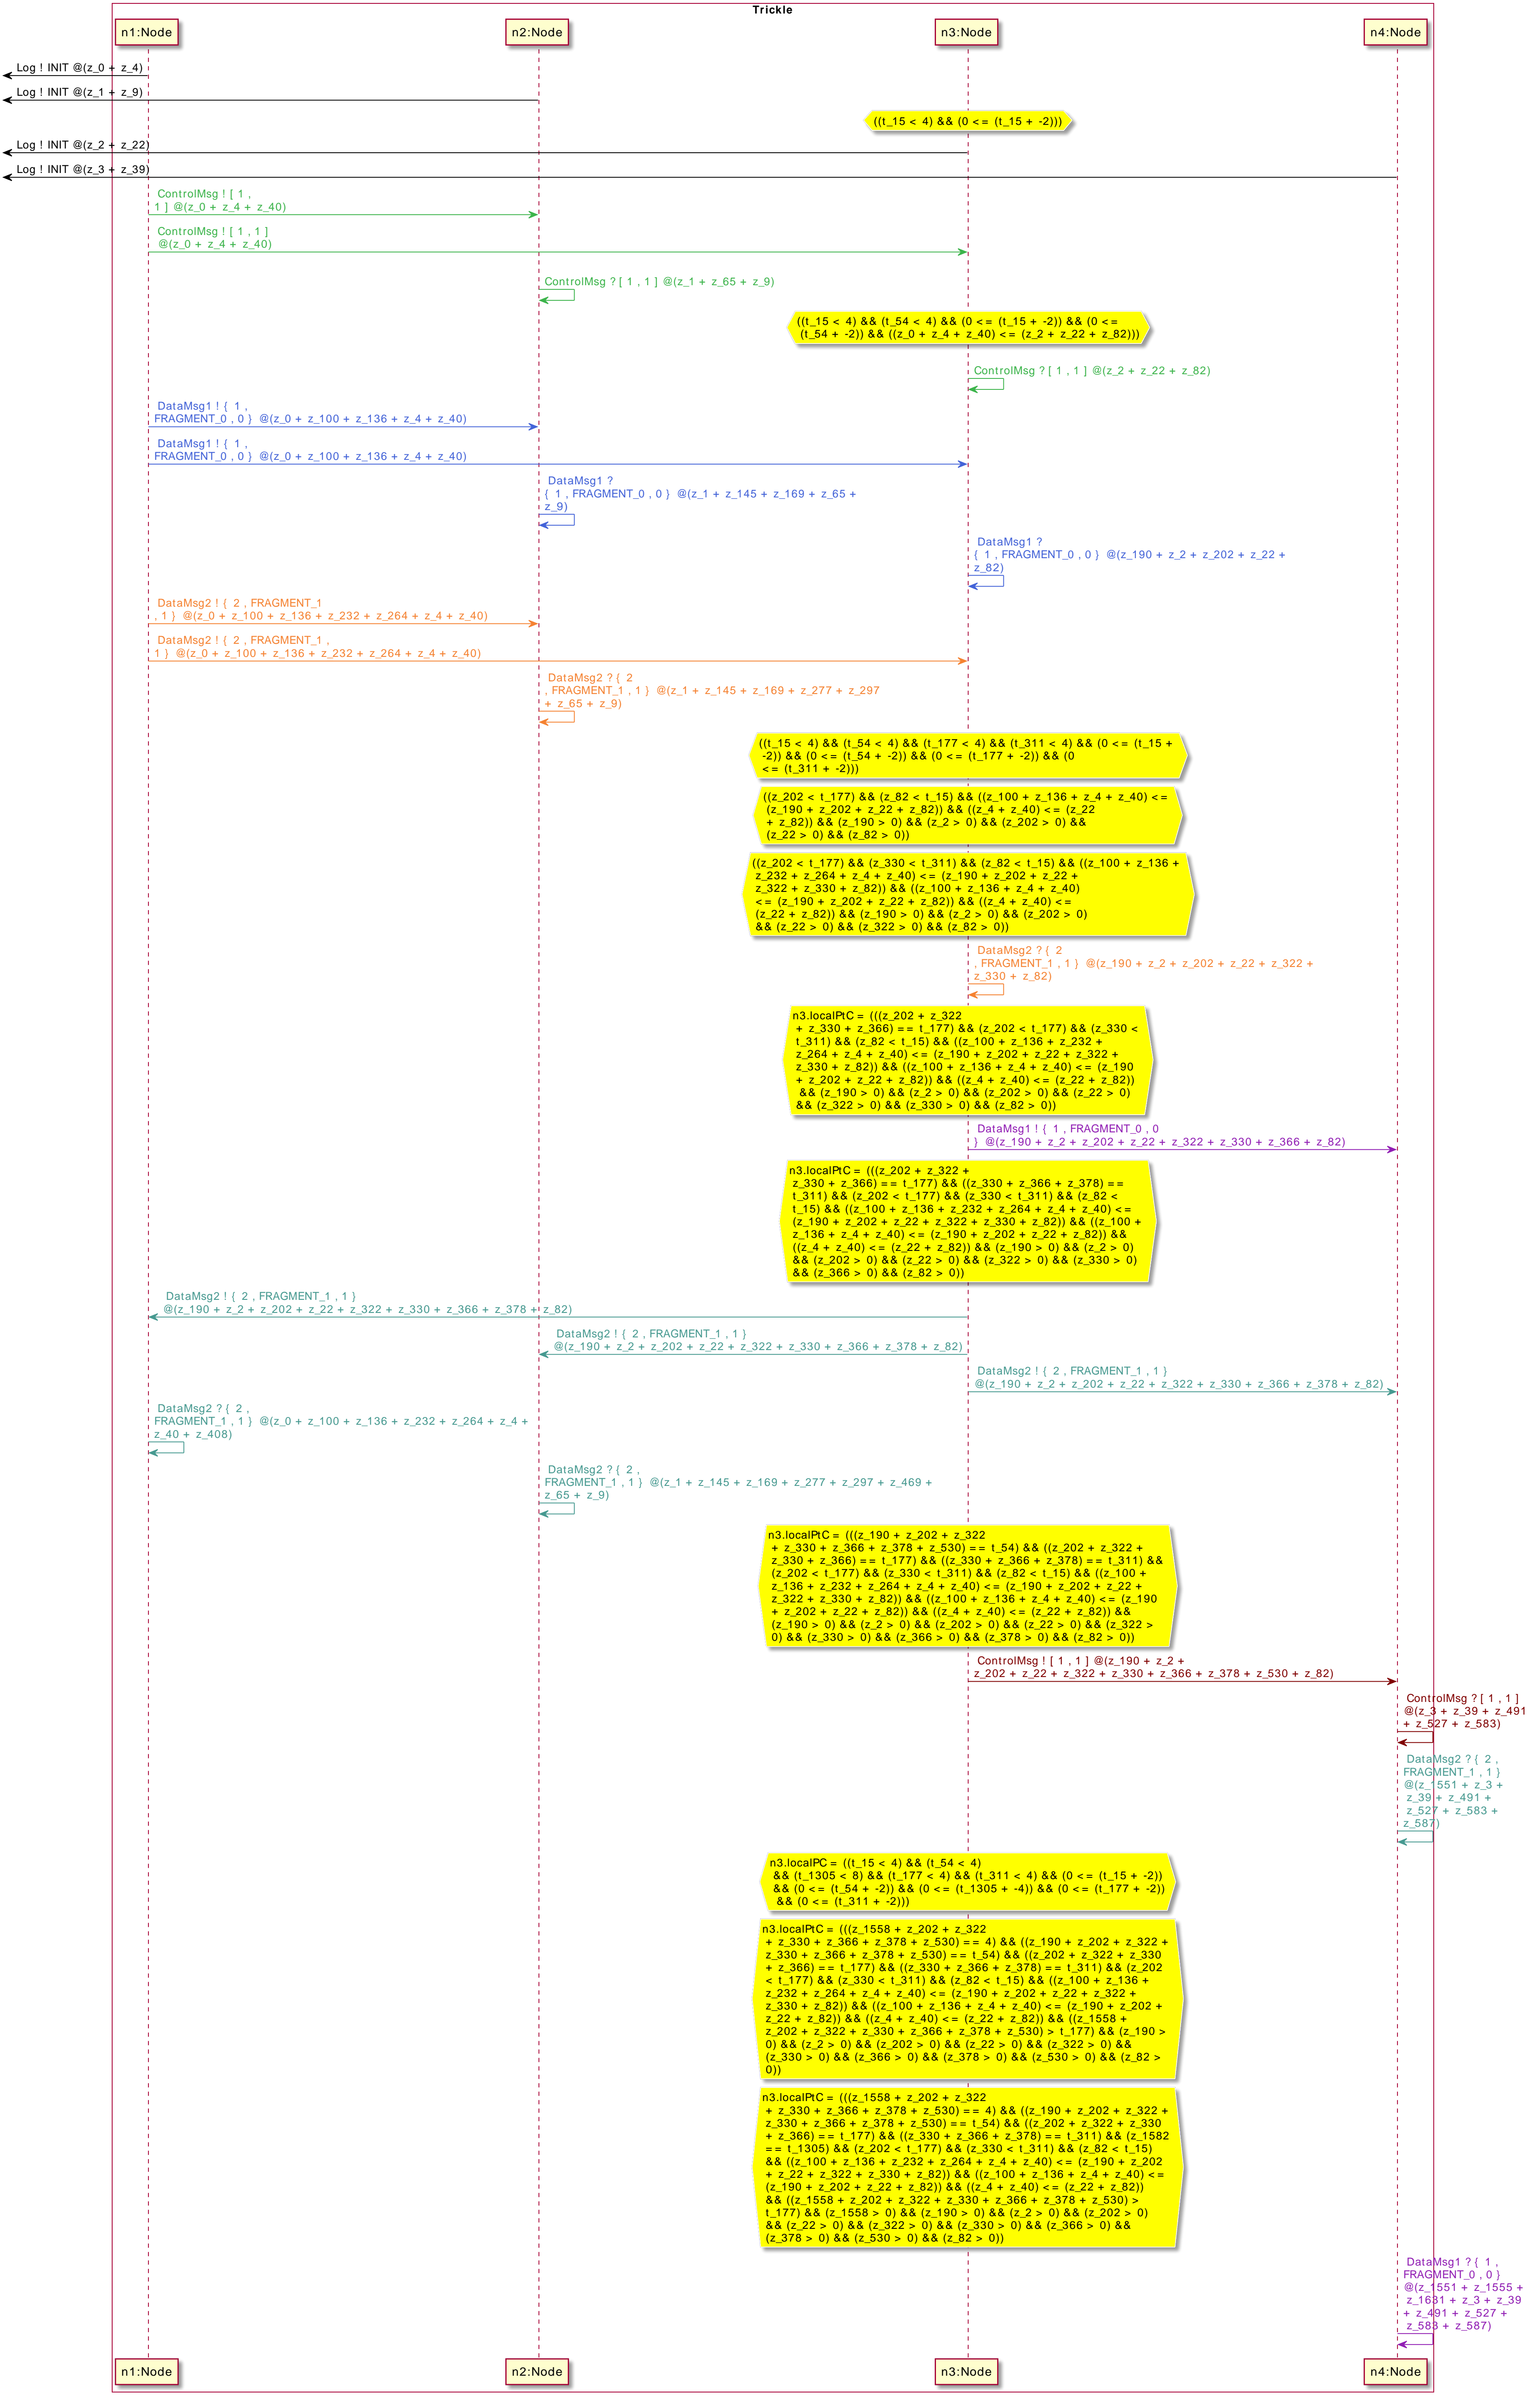 Trickle
n1:Node
n2:Node
n3:Node
n4:Node
Log ! INIT @(z_0 + z_4)
Log ! INIT @(z_1 + z_9)
((t_15 < 4) && (0 <= (t_15 + -2)))
Log ! INIT @(z_2 + z_22)
Log ! INIT @(z_3 + z_39)
ControlMsg ! [ 1 ,
1 ] @(z_0 + z_4 + z_40)
ControlMsg ! [ 1 , 1 ]
@(z_0 + z_4 + z_40)
ControlMsg ? [ 1 , 1 ] @(z_1 + z_65 + z_9)
((t_15 < 4) && (t_54 < 4) && (0 <= (t_15 + -2)) && (0 <=
(t_54 + -2)) && ((z_0 + z_4 + z_40) <= (z_2 + z_22 + z_82)))
ControlMsg ? [ 1 , 1 ] @(z_2 + z_22 + z_82)
DataMsg1 ! { 1 ,
FRAGMENT_0 , 0 } @(z_0 + z_100 + z_136 + z_4 + z_40)
DataMsg1 ! { 1 ,
FRAGMENT_0 , 0 } @(z_0 + z_100 + z_136 + z_4 + z_40)
DataMsg1 ?
{ 1 , FRAGMENT_0 , 0 } @(z_1 + z_145 + z_169 + z_65 +
z_9)
DataMsg1 ?
{ 1 , FRAGMENT_0 , 0 } @(z_190 + z_2 + z_202 + z_22 +
z_82)
DataMsg2 ! { 2 , FRAGMENT_1
, 1 } @(z_0 + z_100 + z_136 + z_232 + z_264 + z_4 + z_40)
DataMsg2 ! { 2 , FRAGMENT_1 ,
1 } @(z_0 + z_100 + z_136 + z_232 + z_264 + z_4 + z_40)
DataMsg2 ? { 2
, FRAGMENT_1 , 1 } @(z_1 + z_145 + z_169 + z_277 + z_297
+ z_65 + z_9)
((t_15 < 4) && (t_54 < 4) && (t_177 < 4) && (t_311 < 4) && (0 <= (t_15 +
-2)) && (0 <= (t_54 + -2)) && (0 <= (t_177 + -2)) && (0
<= (t_311 + -2)))
((z_202 < t_177) && (z_82 < t_15) && ((z_100 + z_136 + z_4 + z_40) <=
(z_190 + z_202 + z_22 + z_82)) && ((z_4 + z_40) <= (z_22
+ z_82)) && (z_190 > 0) && (z_2 > 0) && (z_202 > 0) &&
(z_22 > 0) && (z_82 > 0))
((z_202 < t_177) && (z_330 < t_311) && (z_82 < t_15) && ((z_100 + z_136 +
z_232 + z_264 + z_4 + z_40) <= (z_190 + z_202 + z_22 +
z_322 + z_330 + z_82)) && ((z_100 + z_136 + z_4 + z_40)
<= (z_190 + z_202 + z_22 + z_82)) && ((z_4 + z_40) <=
(z_22 + z_82)) && (z_190 > 0) && (z_2 > 0) && (z_202 > 0)
&& (z_22 > 0) && (z_322 > 0) && (z_82 > 0))
DataMsg2 ? { 2
, FRAGMENT_1 , 1 } @(z_190 + z_2 + z_202 + z_22 + z_322 +
z_330 + z_82)
n3.localPtC = (((z_202 + z_322
+ z_330 + z_366) == t_177) && (z_202 < t_177) && (z_330 <
t_311) && (z_82 < t_15) && ((z_100 + z_136 + z_232 +
z_264 + z_4 + z_40) <= (z_190 + z_202 + z_22 + z_322 +
z_330 + z_82)) && ((z_100 + z_136 + z_4 + z_40) <= (z_190
+ z_202 + z_22 + z_82)) && ((z_4 + z_40) <= (z_22 + z_82))
&& (z_190 > 0) && (z_2 > 0) && (z_202 > 0) && (z_22 > 0)
&& (z_322 > 0) && (z_330 > 0) && (z_82 > 0))
DataMsg1 ! { 1 , FRAGMENT_0 , 0
} @(z_190 + z_2 + z_202 + z_22 + z_322 + z_330 + z_366 + z_82)
n3.localPtC = (((z_202 + z_322 +
z_330 + z_366) == t_177) && ((z_330 + z_366 + z_378) ==
t_311) && (z_202 < t_177) && (z_330 < t_311) && (z_82 <
t_15) && ((z_100 + z_136 + z_232 + z_264 + z_4 + z_40) <=
(z_190 + z_202 + z_22 + z_322 + z_330 + z_82)) && ((z_100 +
z_136 + z_4 + z_40) <= (z_190 + z_202 + z_22 + z_82)) &&
((z_4 + z_40) <= (z_22 + z_82)) && (z_190 > 0) && (z_2 > 0)
&& (z_202 > 0) && (z_22 > 0) && (z_322 > 0) && (z_330 > 0)
&& (z_366 > 0) && (z_82 > 0))
DataMsg2 ! { 2 , FRAGMENT_1 , 1 }
@(z_190 + z_2 + z_202 + z_22 + z_322 + z_330 + z_366 + z_378 + z_82)
DataMsg2 ! { 2 , FRAGMENT_1 , 1 }
@(z_190 + z_2 + z_202 + z_22 + z_322 + z_330 + z_366 + z_378 + z_82)
DataMsg2 ! { 2 , FRAGMENT_1 , 1 }
@(z_190 + z_2 + z_202 + z_22 + z_322 + z_330 + z_366 + z_378 + z_82)
DataMsg2 ? { 2 ,
FRAGMENT_1 , 1 } @(z_0 + z_100 + z_136 + z_232 + z_264 + z_4 +
z_40 + z_408)
DataMsg2 ? { 2 ,
FRAGMENT_1 , 1 } @(z_1 + z_145 + z_169 + z_277 + z_297 + z_469 +
z_65 + z_9)
n3.localPtC = (((z_190 + z_202 + z_322
+ z_330 + z_366 + z_378 + z_530) == t_54) && ((z_202 + z_322 +
z_330 + z_366) == t_177) && ((z_330 + z_366 + z_378) == t_311) &&
(z_202 < t_177) && (z_330 < t_311) && (z_82 < t_15) && ((z_100 +
z_136 + z_232 + z_264 + z_4 + z_40) <= (z_190 + z_202 + z_22 +
z_322 + z_330 + z_82)) && ((z_100 + z_136 + z_4 + z_40) <= (z_190
+ z_202 + z_22 + z_82)) && ((z_4 + z_40) <= (z_22 + z_82)) &&
(z_190 > 0) && (z_2 > 0) && (z_202 > 0) && (z_22 > 0) && (z_322 >
0) && (z_330 > 0) && (z_366 > 0) && (z_378 > 0) && (z_82 > 0))
ControlMsg ! [ 1 , 1 ] @(z_190 + z_2 +
z_202 + z_22 + z_322 + z_330 + z_366 + z_378 + z_530 + z_82)
ControlMsg ? [ 1 , 1 ]
@(z_3 + z_39 + z_491
+ z_527 + z_583)
DataMsg2 ? { 2 ,
FRAGMENT_1 , 1 }
@(z_1551 + z_3 +
z_39 + z_491 +
z_527 + z_583 +
z_587)
n3.localPC = ((t_15 < 4) && (t_54 < 4)
&& (t_1305 < 8) && (t_177 < 4) && (t_311 < 4) && (0 <= (t_15 + -2))
&& (0 <= (t_54 + -2)) && (0 <= (t_1305 + -4)) && (0 <= (t_177 + -2))
&& (0 <= (t_311 + -2)))
n3.localPtC = (((z_1558 + z_202 + z_322
+ z_330 + z_366 + z_378 + z_530) == 4) && ((z_190 + z_202 + z_322 +
z_330 + z_366 + z_378 + z_530) == t_54) && ((z_202 + z_322 + z_330
+ z_366) == t_177) && ((z_330 + z_366 + z_378) == t_311) && (z_202
< t_177) && (z_330 < t_311) && (z_82 < t_15) && ((z_100 + z_136 +
z_232 + z_264 + z_4 + z_40) <= (z_190 + z_202 + z_22 + z_322 +
z_330 + z_82)) && ((z_100 + z_136 + z_4 + z_40) <= (z_190 + z_202 +
z_22 + z_82)) && ((z_4 + z_40) <= (z_22 + z_82)) && ((z_1558 +
z_202 + z_322 + z_330 + z_366 + z_378 + z_530) > t_177) && (z_190 >
0) && (z_2 > 0) && (z_202 > 0) && (z_22 > 0) && (z_322 > 0) &&
(z_330 > 0) && (z_366 > 0) && (z_378 > 0) && (z_530 > 0) && (z_82 >
0))
n3.localPtC = (((z_1558 + z_202 + z_322
+ z_330 + z_366 + z_378 + z_530) == 4) && ((z_190 + z_202 + z_322 +
z_330 + z_366 + z_378 + z_530) == t_54) && ((z_202 + z_322 + z_330
+ z_366) == t_177) && ((z_330 + z_366 + z_378) == t_311) && (z_1582
== t_1305) && (z_202 < t_177) && (z_330 < t_311) && (z_82 < t_15)
&& ((z_100 + z_136 + z_232 + z_264 + z_4 + z_40) <= (z_190 + z_202
+ z_22 + z_322 + z_330 + z_82)) && ((z_100 + z_136 + z_4 + z_40) <=
(z_190 + z_202 + z_22 + z_82)) && ((z_4 + z_40) <= (z_22 + z_82))
&& ((z_1558 + z_202 + z_322 + z_330 + z_366 + z_378 + z_530) >
t_177) && (z_1558 > 0) && (z_190 > 0) && (z_2 > 0) && (z_202 > 0)
&& (z_22 > 0) && (z_322 > 0) && (z_330 > 0) && (z_366 > 0) &&
(z_378 > 0) && (z_530 > 0) && (z_82 > 0))
DataMsg1 ? { 1 ,
FRAGMENT_0 , 0 }
@(z_1551 + z_1555 +
z_1631 + z_3 + z_39
+ z_491 + z_527 +
z_583 + z_587)
n1:Node
n2:Node
n3:Node
n4:Node